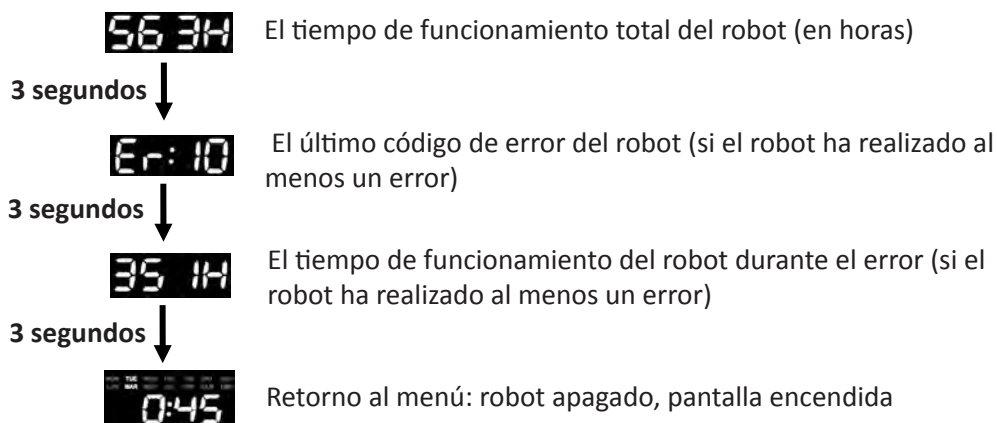 563H El tiempo de funcionamiento total del robot (en horas)
3 segundos
Er:10 El último código de error del robot (si el robot ha realizado al
menos un error)
3 segundos
351H El tiempo de funcionamiento del robot durante el error (si el
robot ha realizado al menos un error)
3 segundos
TUE
MAR
0:45 Retorno al menú: robot apagado, pantalla encendida